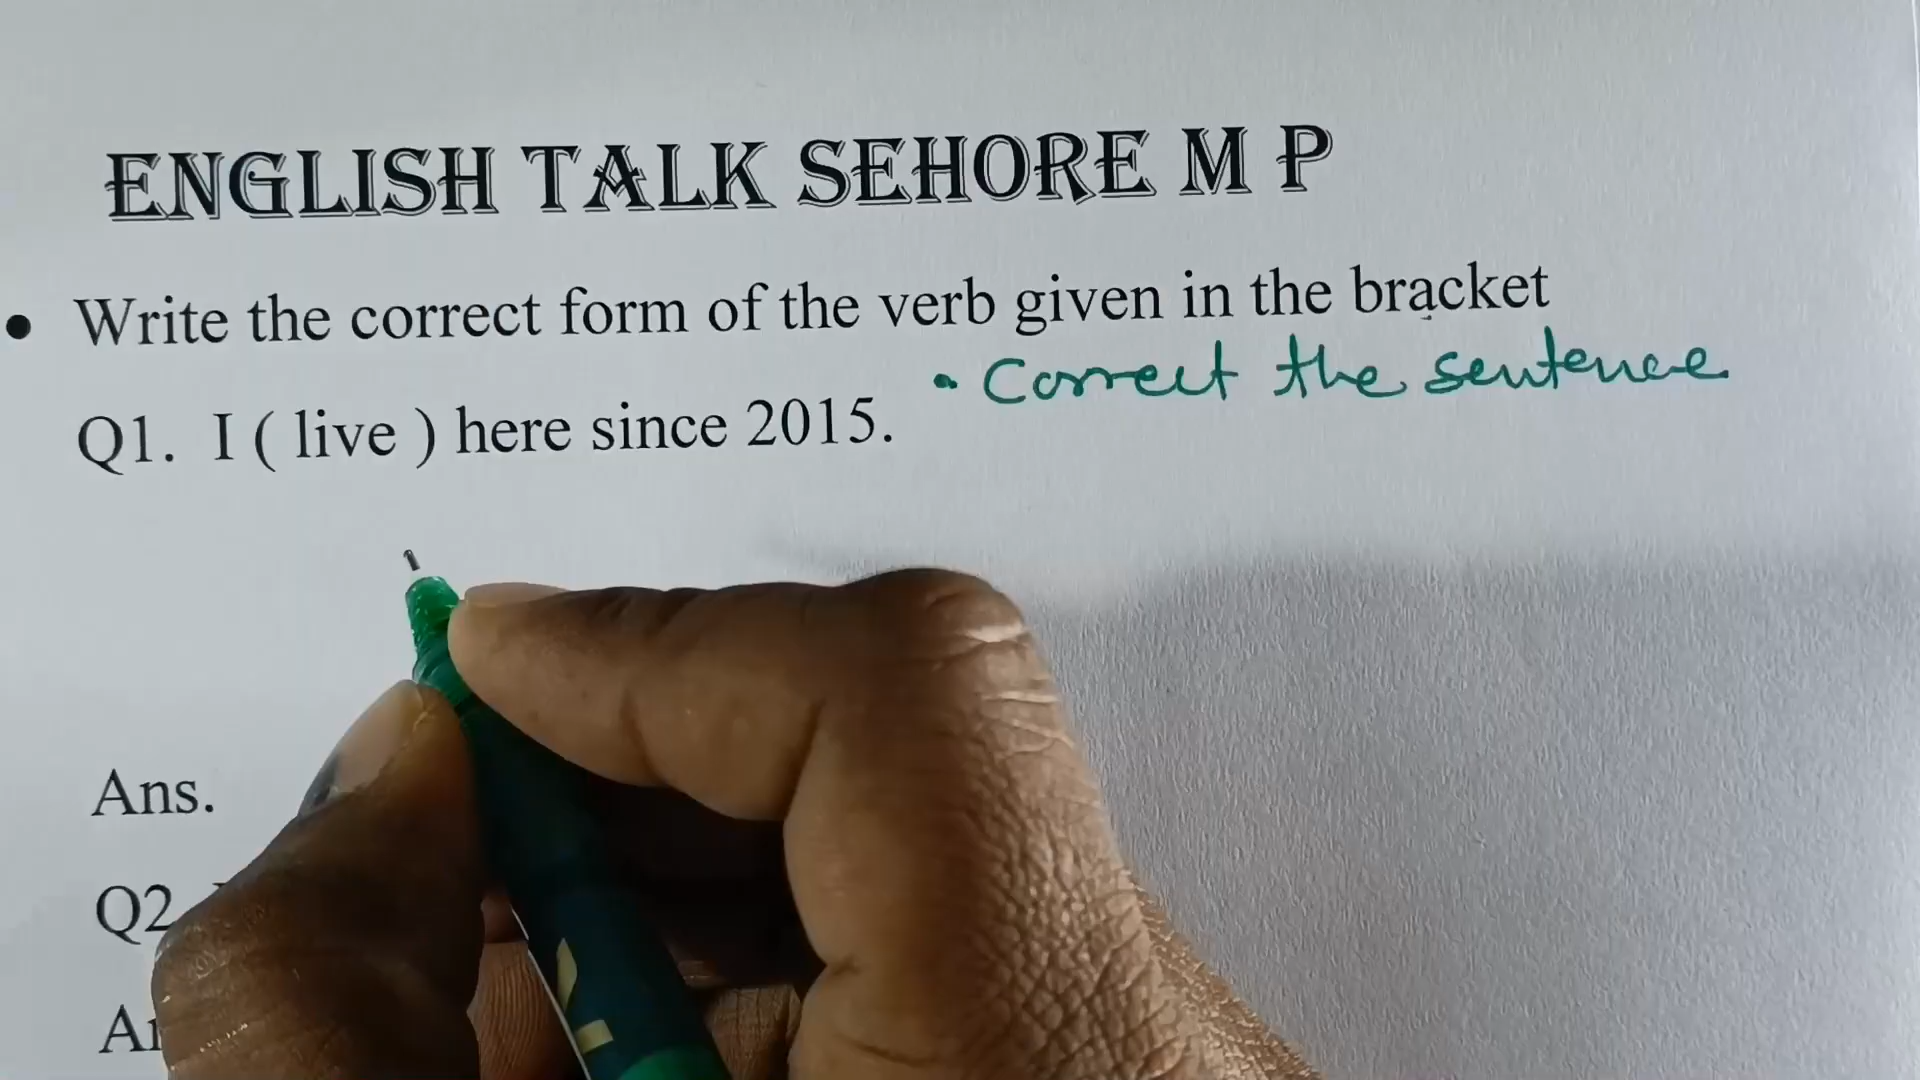 ENGLISH TALK SEHORE M P
• Write the correct form of the verb given in the bracket
• Correct the sentence
Q1. I ( live ) here since 2015.
Ans.
Q2